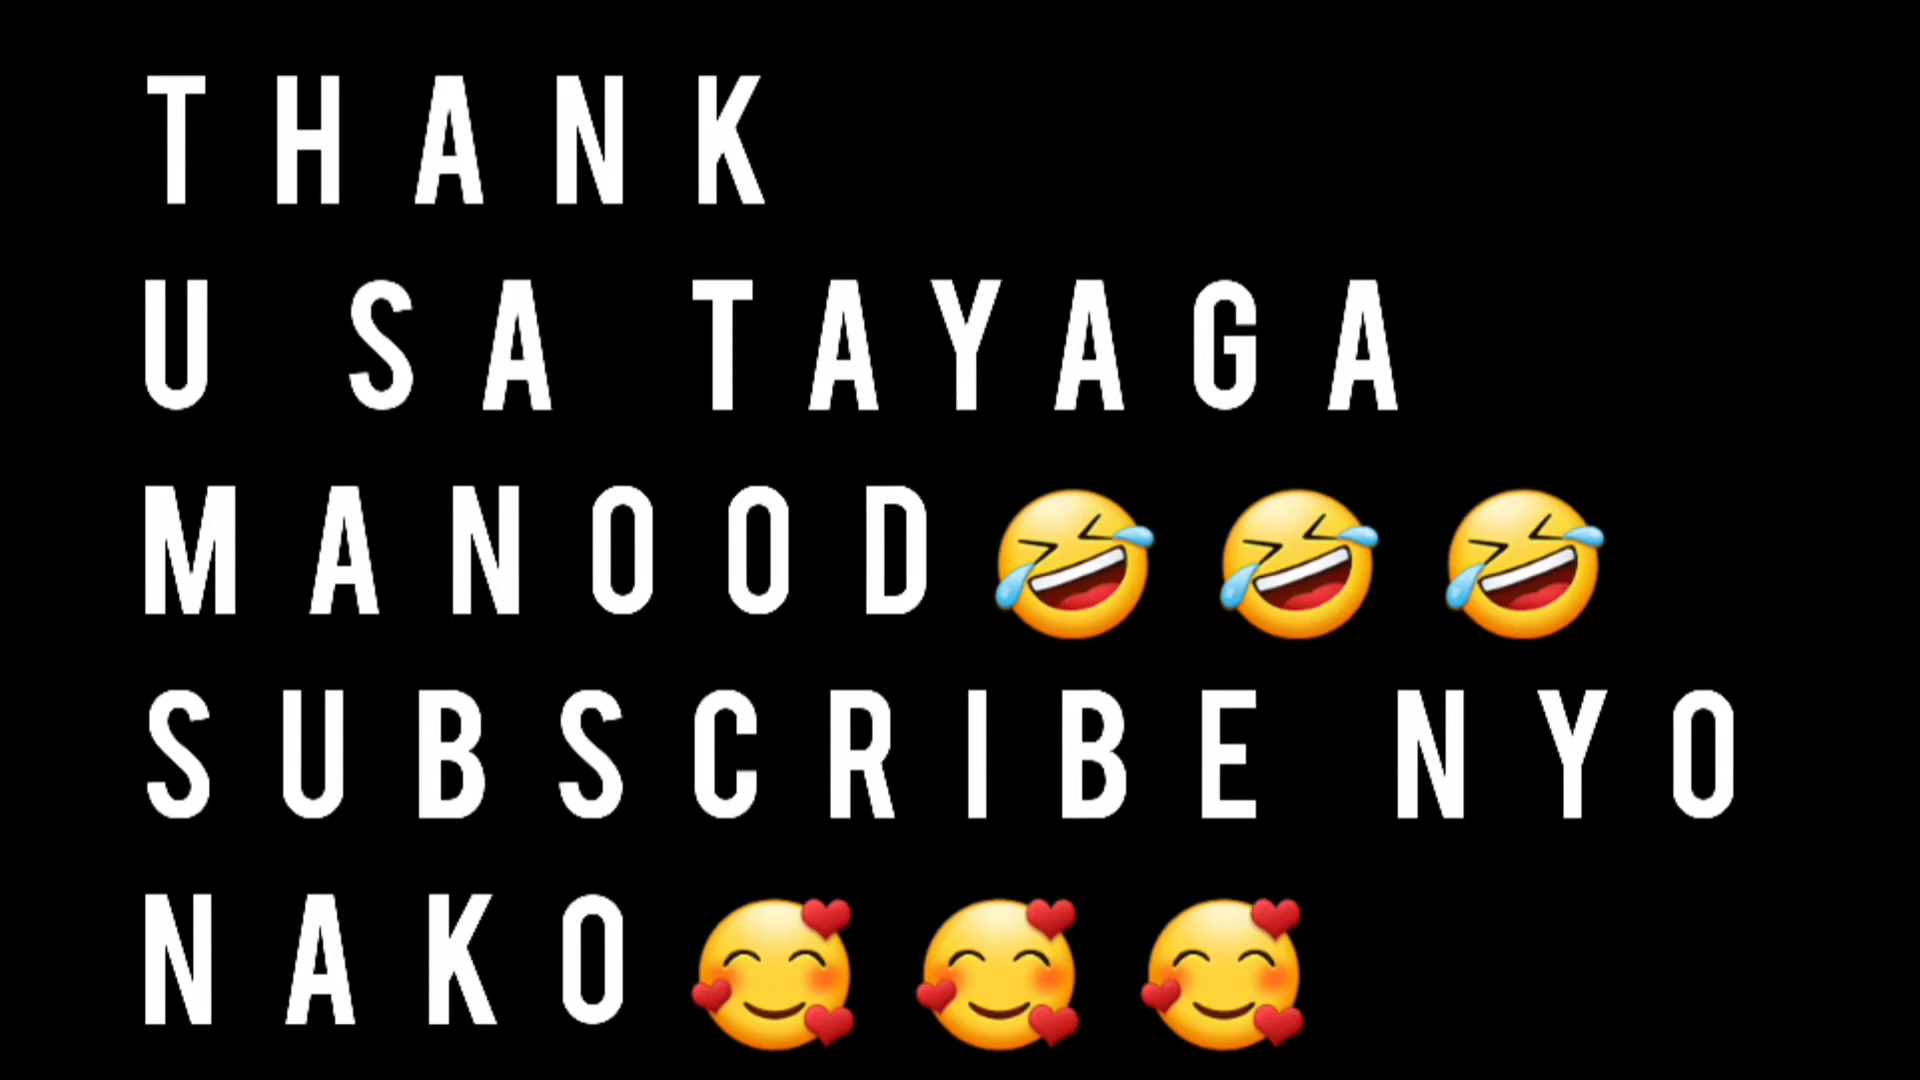 THANK
U SA TAYAGA
MANOOD🤣🤣🤣
SUBSCRIBE NYO
NAKO🥰🥰🥰